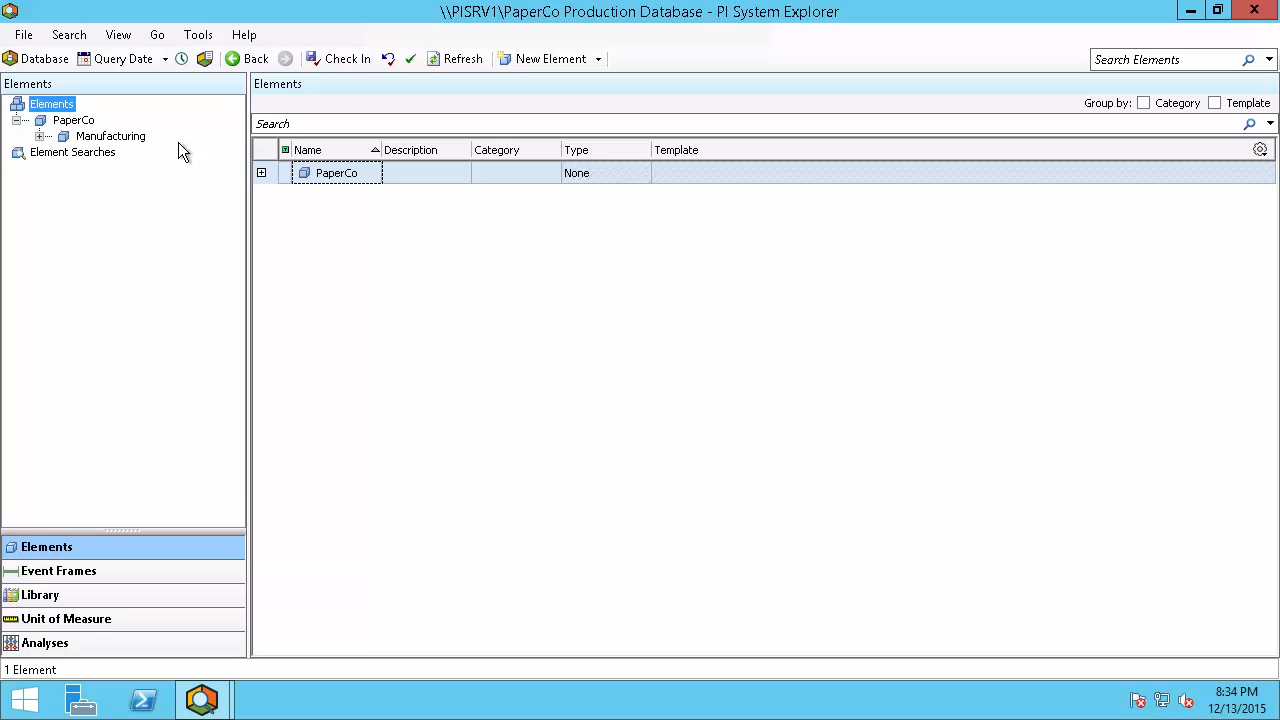 \\PISRV1\PaperCo Production Database - PI System Explorer
File Search View Go Tools Help
Database Query Date Back Check In Refresh New Element Search Elements
Elements
Elements
PaperCo
Manufacturing
Element Searches
Elements
Group by: Category Template
Search
Name Description Category Type Template
PaperCo None
Elements
Event Frames
Library
Unit of Measure
Analyses
1 Element
8:34 PM
12/13/2015